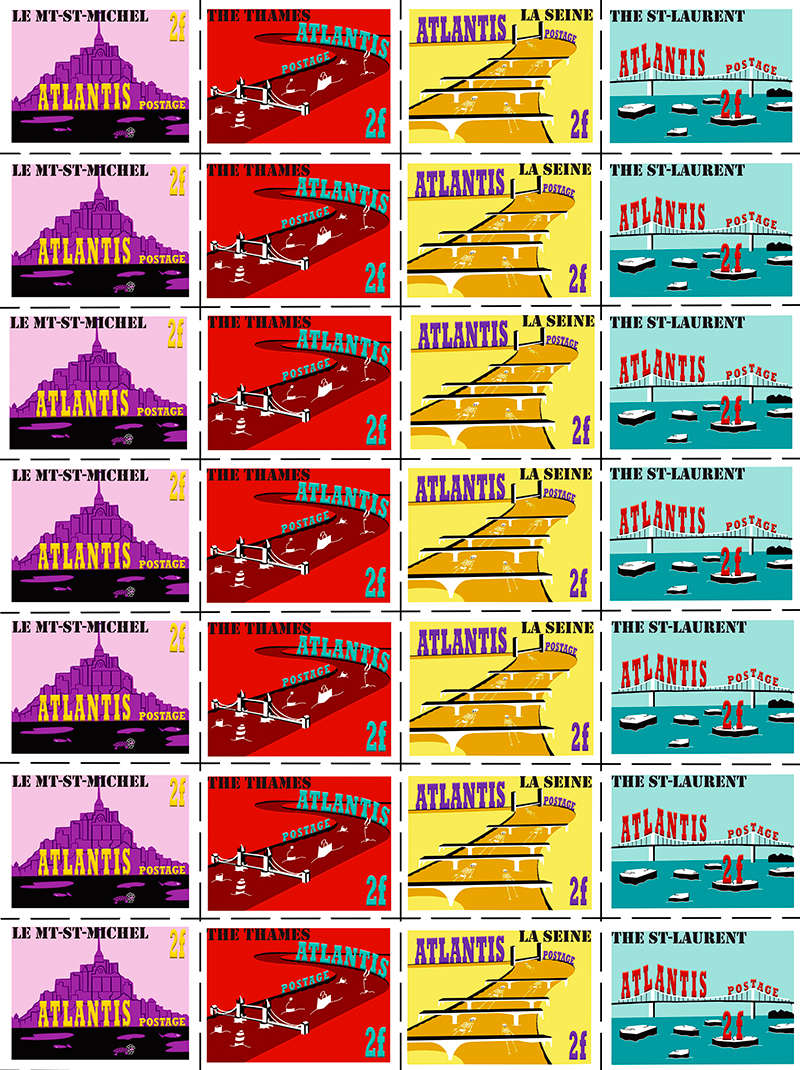 LE MT-ST-MICHEL
2f
ATLANTIS POSTAGE
THE THAMES
ATLANTIS
POSTAGE
2f
LA SEINE
ATLANTIS
POSTAGE
2f
THE ST-LAURENT
ATLANTIS
POSTAGE
2f
LE MT-ST-MICHEL
2f
ATLANTIS POSTAGE
THE THAMES
ATLANTIS
POSTAGE
2f
LA SEINE
ATLANTIS
POSTAGE
2f
THE ST-LAURENT
ATLANTIS
POSTAGE
2f
LE MT-ST-MICHEL
2f
ATLANTIS POSTAGE
THE THAMES
ATLANTIS
POSTAGE
2f
LA SEINE
ATLANTIS
POSTAGE
2f
THE ST-LAURENT
ATLANTIS
POSTAGE
2f
LE MT-ST-MICHEL
2f
ATLANTIS POSTAGE
THE THAMES
ATLANTIS
POSTAGE
2f
LA SEINE
ATLANTIS
POSTAGE
2f
THE ST-LAURENT
ATLANTIS
POSTAGE
2f
LE MT-ST-MICHEL
2f
ATLANTIS POSTAGE
THE THAMES
ATLANTIS
POSTAGE
2f
LA SEINE
ATLANTIS
POSTAGE
2f
THE ST-LAURENT
ATLANTIS
POSTAGE
2f
LE MT-ST-MICHEL
2f
ATLANTIS POSTAGE
THE THAMES
ATLANTIS
POSTAGE
2f
LA SEINE
ATLANTIS
POSTAGE
2f
THE ST-LAURENT
ATLANTIS
POSTAGE
2f
LE MT-ST-MICHEL
2f
ATLANTIS POSTAGE
THE THAMES
ATLANTIS
POSTAGE
2f
LA SEINE
ATLANTIS
POSTAGE
2f
THE ST-LAURENT
ATLANTIS
POSTAGE
2f